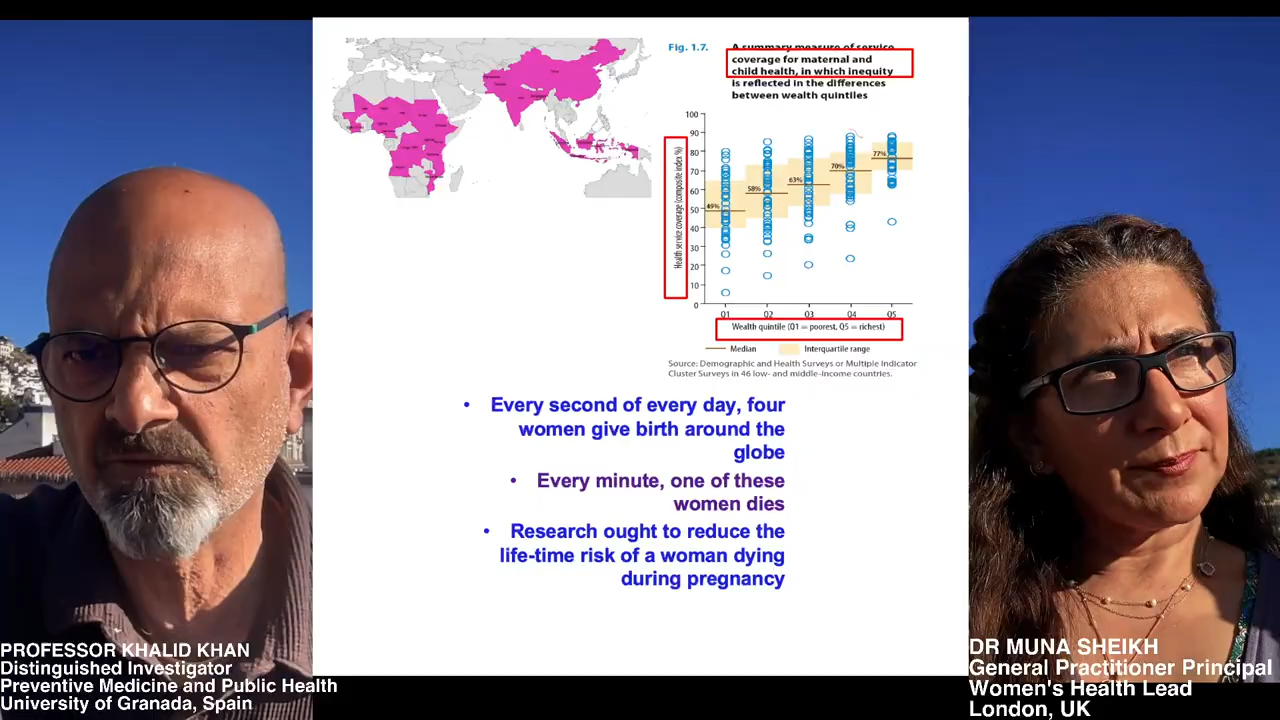 Fig. 1.7.
A summary measure of service
coverage for maternal and
child health, in which inequity
is reflected in the differences
between wealth quintiles
100
90
80
70
60
50
40
30
20
10
0
Health service coverage (composite index %)
49%
58%
63%
70%
77%
Q1 Q2 Q3 Q4 Q5
Wealth quintile (Q1 = poorest, Q5 = richest)
Median Interquartile range
Source: Demographic and Health Surveys or Multiple Indicator
Cluster Surveys in 46 low- and middle-income countries.
• Every second of every day, four
women give birth around the
globe
• Every minute, one of these
women dies
• Research ought to reduce the
life-time risk of a woman dying
during pregnancy
PROFESSOR KHALID KHAN
Distinguished Investigator
Preventive Medicine and Public Health
University of Granada, Spain
DR MUNA SHEIKH
General Practitioner Principal
Women's Health Lead
London, UK